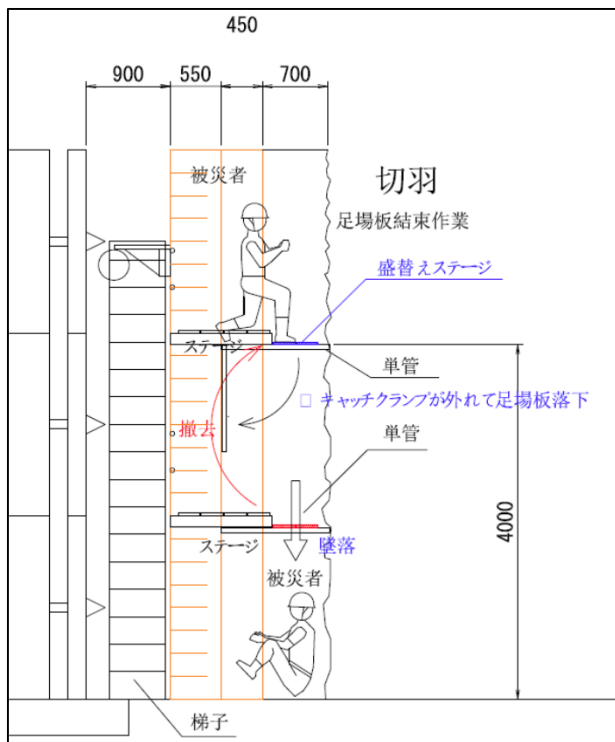 450
900
550
700
被災者
切羽
足場板結束作業
盛替えステージ
ステージ
単管
□ キャッチクランプが外れて足場板落下
撤去
単管
4000
ステージ
墜落
被災者
梯子